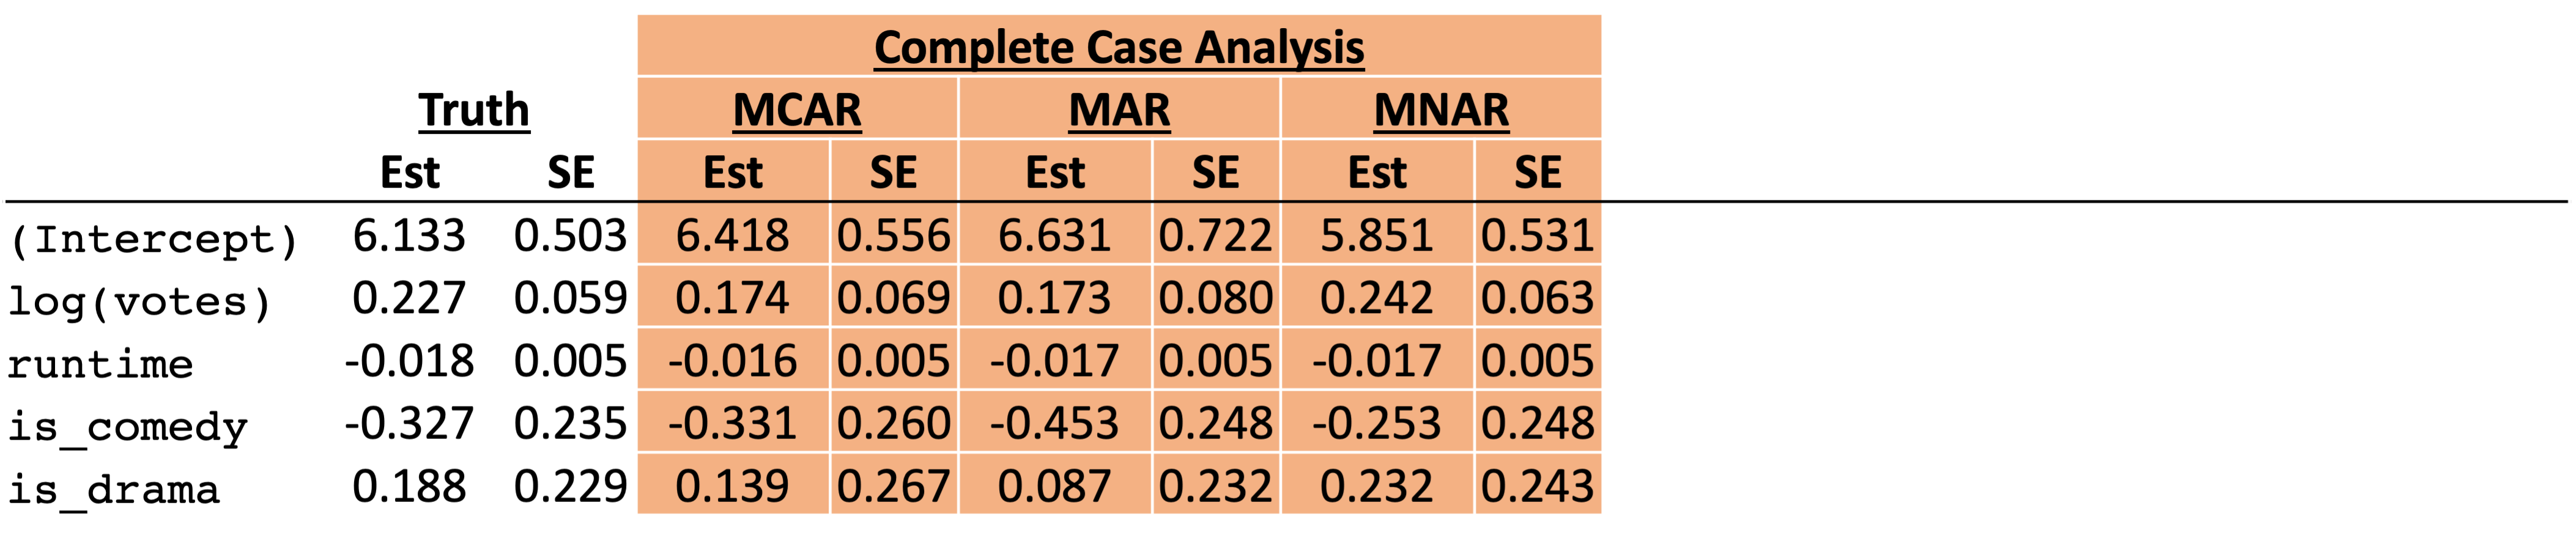 Complete Case Analysis
Truth MCAR MAR MNAR
Est SE Est SE Est SE Est SE
(Intercept) 6.133 0.503 6.418 0.556 6.631 0.722 5.851 0.531
log(votes) 0.227 0.059 0.174 0.069 0.173 0.080 0.242 0.063
runtime -0.018 0.005 -0.016 0.005 -0.017 0.005 -0.017 0.005
is_comedy -0.327 0.235 -0.331 0.260 -0.453 0.248 -0.253 0.248
is_drama 0.188 0.229 0.139 0.267 0.087 0.232 0.232 0.243